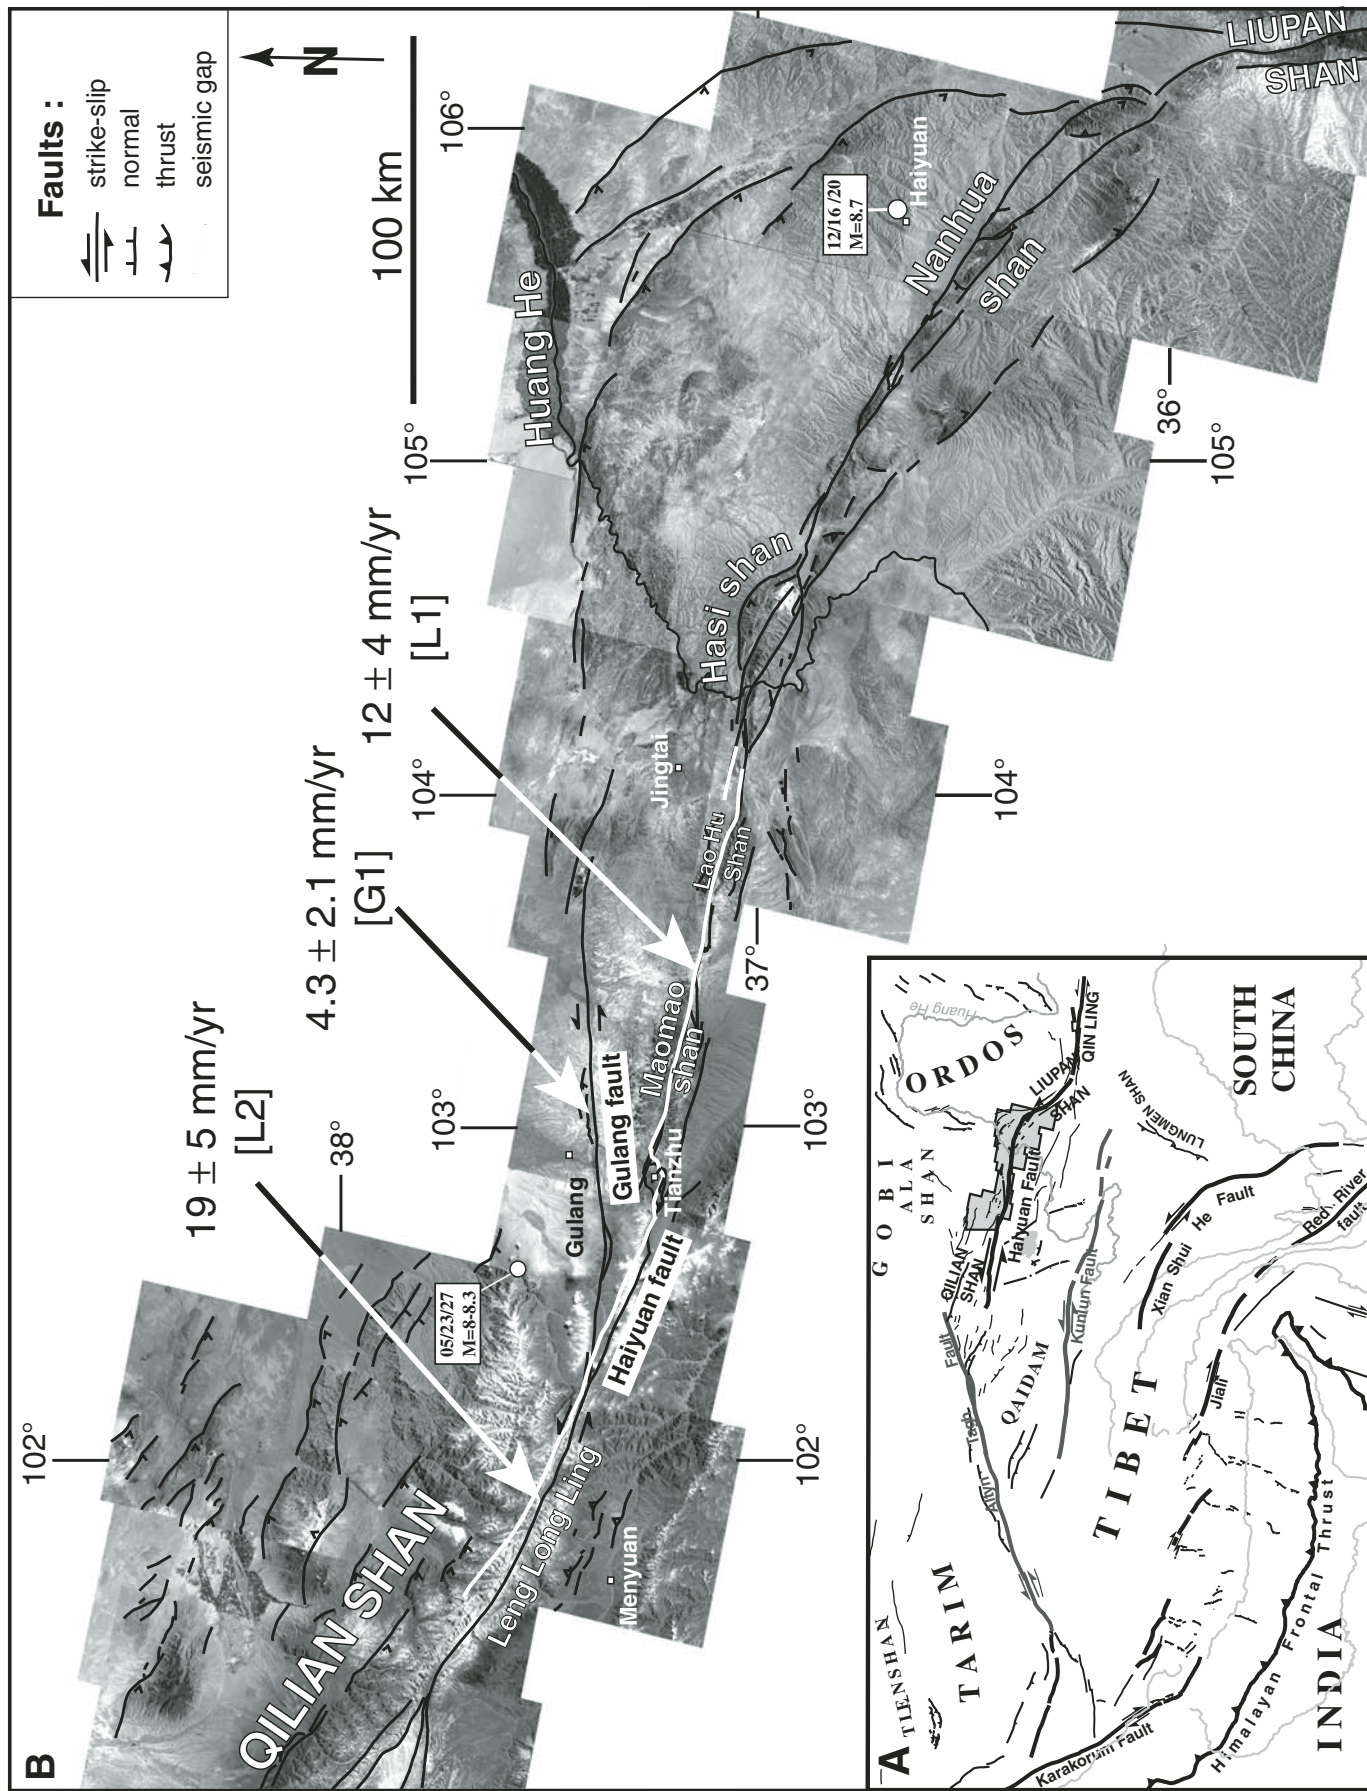 B
Faults :
strike-slip
normal
thrust
seismic gap
N
100 km
19 ± 5 mm/yr
[L2]
4.3 ± 2.1 mm/yr
[G1]
12 ± 4 mm/yr
[L1]
102°
38°
103°
104°
105°
106°
QILIAN SHAN
05/23/27
M=8-8.3
Gulang
Gulang fault
Haiyuan fault
Leng Long Ling
Menyuan
Tianzhu
Maomao
shan
Lao Hu
Shan
Jingtai
Hasi shan
Huang He
12/16 /20
M=8.7
Haiyuan
Nanhua
shan
LIUPAN
SHAN
102°
103°
37°
104°
105°
36°
A
TIENSHAN
TARIM
Altyn Tagh Fault
QILIAN
SHAN
GOBI
ALA
SHAN
ORDOS
Huang He
Haiyuan Fault
LIUPAN
SHAN
QIN LING
QAIDAM
Kunlun Fault
LUNGMEN SHAN
SOUTH
CHINA
TIBET
Xian Shui He Fault
Jiali
Red River
fault
Karakorum Fault
Himalayan Frontal Thrust
INDIA